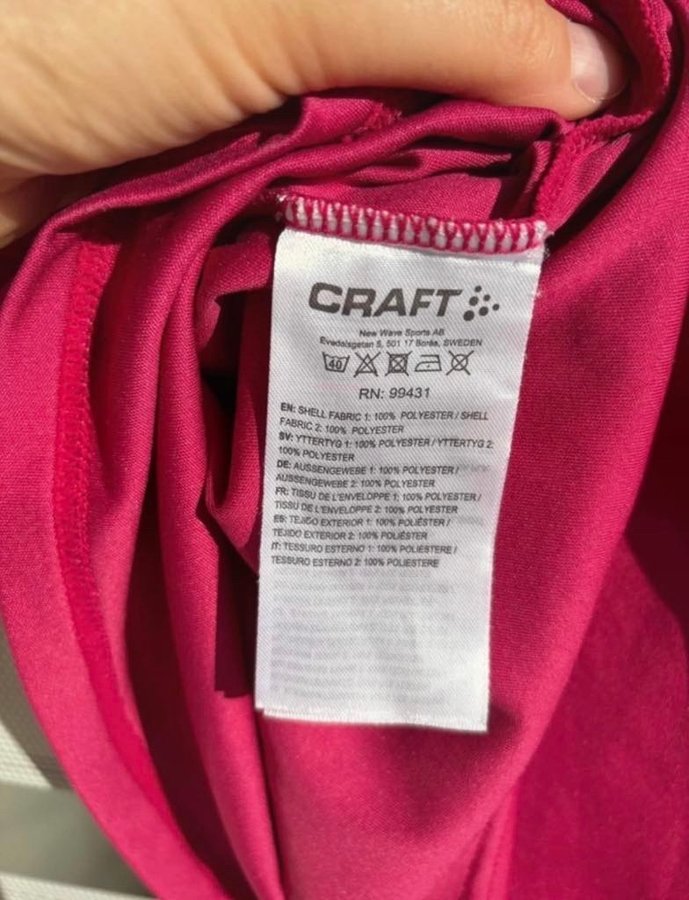 CRAFT
New Wave Sports AB
Evedalsgatan 5, 501 17 Borås, SWEDEN
40
RN: 99431
EN: SHELL FABRIC 1: 100% POLYESTER / SHELL
FABRIC 2: 100% POLYESTER
SV: YTTERTYG 1: 100% POLYESTER / YTTERTYG 2:
100% POLYESTER
DE: AUSSENGEWEBE 1: 100% POLYESTER /
AUSSENGEWEBE 2: 100% POLYESTER
FR: TISSU DE L'ENVELOPPE 1: 100% POLYESTER /
TISSU DE L'ENVELOPPE 2: 100% POLYESTER
ES: TEJIDO EXTERIOR 1: 100% POLIÉSTER /
TEJIDO EXTERIOR 2: 100% POLIÉSTER
IT: TESSURO ESTERNO 1: 100% POLIESTERE /
TESSURO ESTERNO 2: 100% POLIESTERE